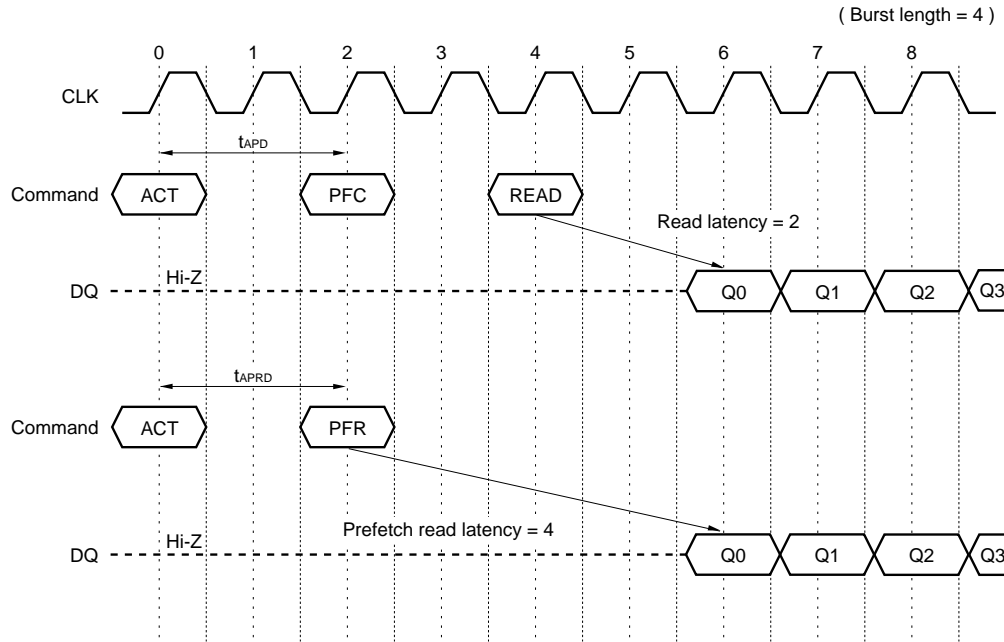 ( Burst length = 4 )
0 1 2 3 4 5 6 7 8
CLK
tAPD
Command ACT PFC READ
Read latency = 2
Hi-Z
DQ Q0 Q1 Q2 Q3
tAPRD
Command ACT PFR
Prefetch read latency = 4
Hi-Z
DQ Q0 Q1 Q2 Q3